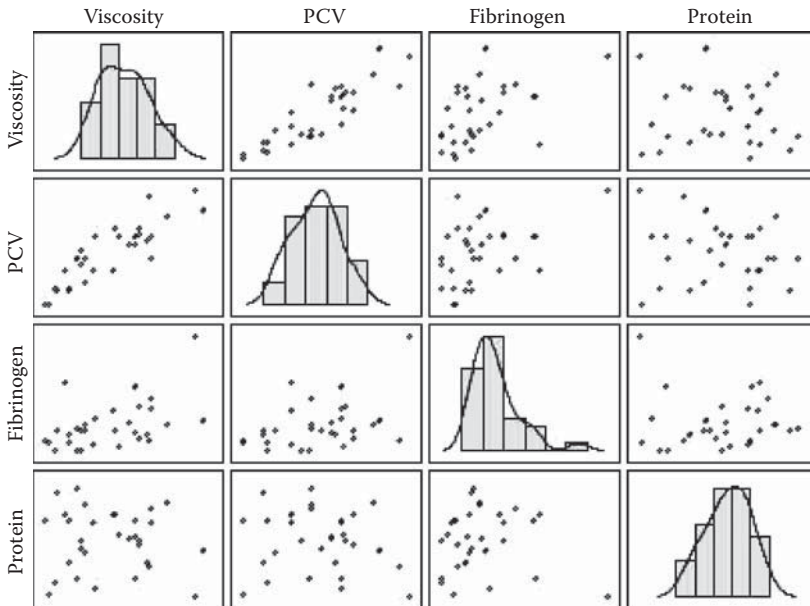 Viscosity PCV Fibrinogen Protein
Viscosity
PCV
Fibrinogen
Protein